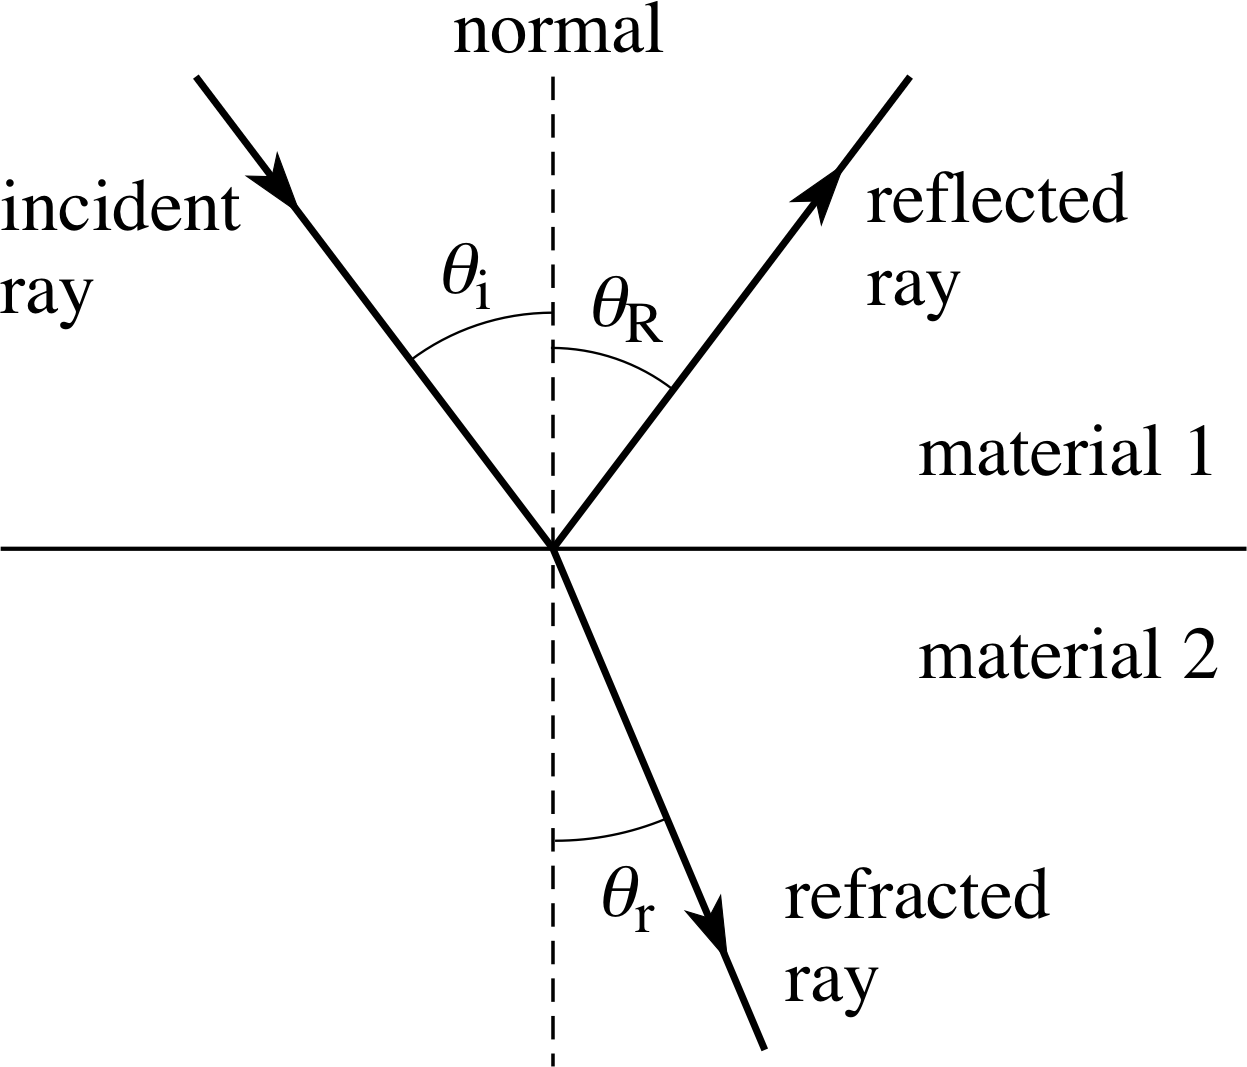 normal
incident
ray
θi
θR
reflected
ray
material 1
material 2
θr
refracted
ray